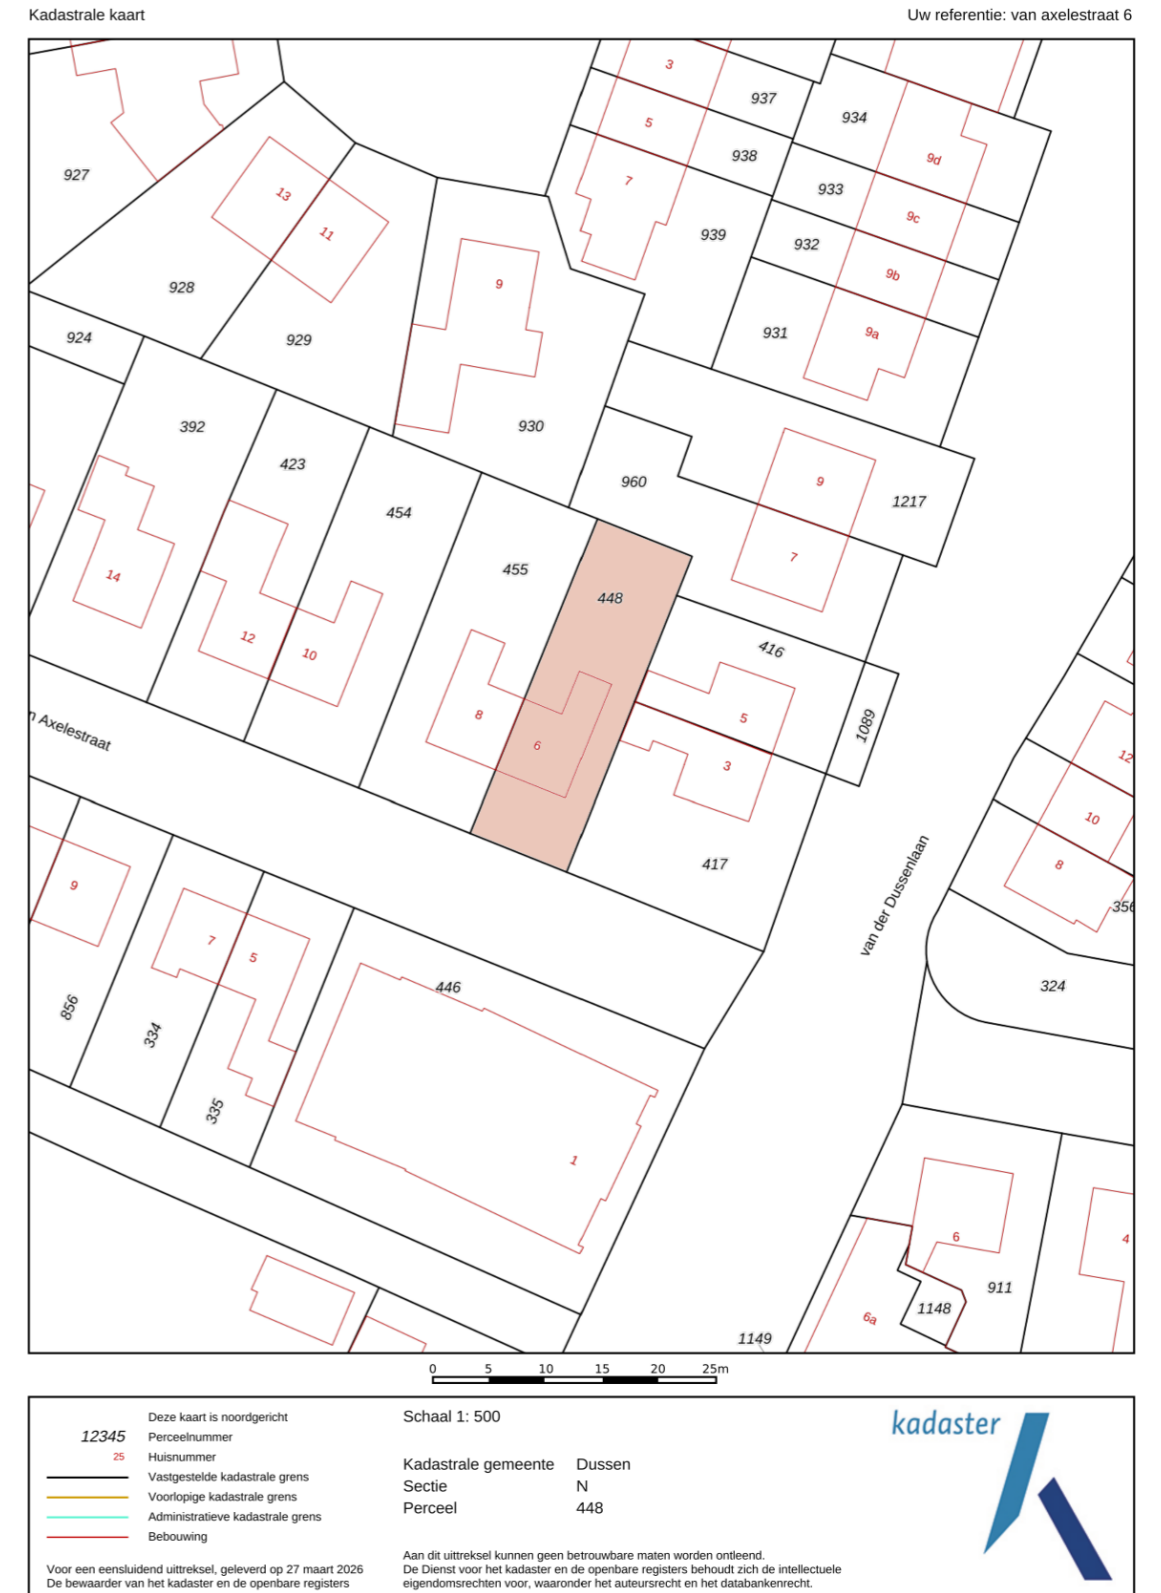 Kadastrale kaart
Uw referentie: van axelestraat 6
3
937
934
5
938
9d
927
7
933
13
9c
939
11
932
9b
928
9
931
9a
924
929
392
930
423
960
9
1217
454
7
455
14
448
12
416
10
8
5
6
1089
3
n Axelestraat
12
10
417
8
9
van der Dussenlaan
356
7
5
446
324
856
334
335
1
6
4
911
1148
6a
1149
0 5 10 15 20 25m
Deze kaart is noordgericht
12345 Perceelnummer
25 Huisnummer
Vastgestelde kadastrale grens
Voorlopige kadastrale grens
Administratieve kadastrale grens
Bebouwing
Voor een eensluidend uittreksel, geleverd op 27 maart 2026
De bewaarder van het kadaster en de openbare registers
Schaal 1: 500
Kadastrale gemeente Dussen
Sectie N
Perceel 448
Aan dit uittreksel kunnen geen betrouwbare maten worden ontleend.
De Dienst voor het kadaster en de openbare registers behoudt zich de intellectuele
eigendomsrechten voor, waaronder het auteursrecht en het databankenrecht.
kadaster